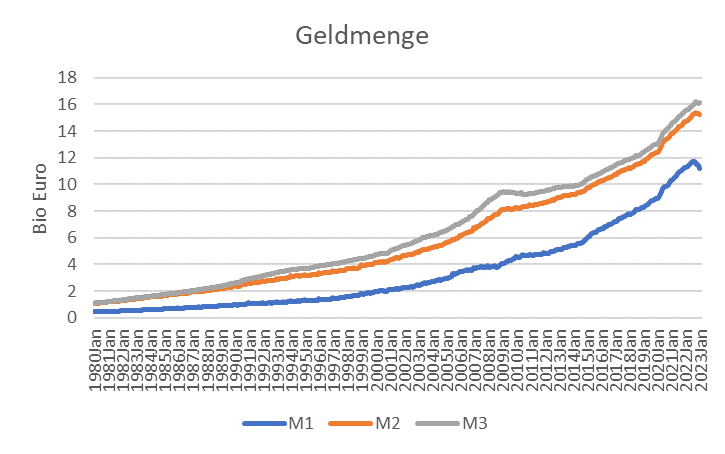 Geldmenge
Bio Euro
18
16
14
12
10
8
6
4
2
0
1980Jan
1981Jan
1982Jan
1983Jan
1984Jan
1985Jan
1986Jan
1987Jan
1988Jan
1989Jan
1990Jan
1991Jan
1992Jan
1993Jan
1994Jan
1995Jan
1996Jan
1997Jan
1998Jan
1999Jan
2000Jan
2001Jan
2002Jan
2003Jan
2004Jan
2005Jan
2006Jan
2007Jan
2008Jan
2009Jan
2010Jan
2011Jan
2012Jan
2013Jan
2014Jan
2015Jan
2016Jan
2017Jan
2018Jan
2019Jan
2020Jan
2021Jan
2022Jan
2023Jan
M1 M2 M3